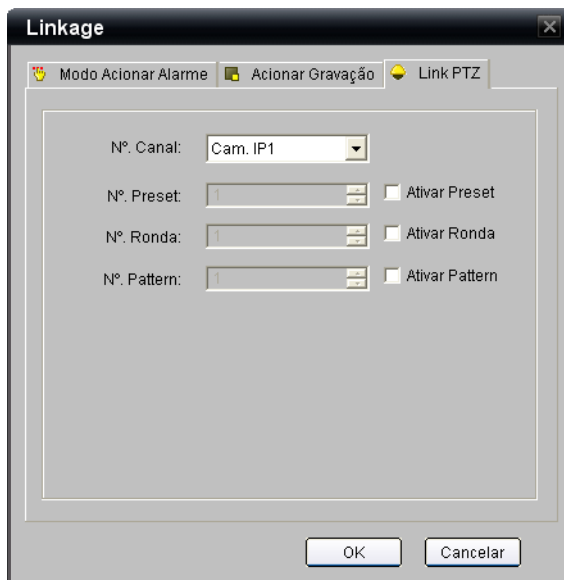 Linkage
Modo Acionar Alarme Acionar Gravação Link PTZ
Nº. Canal: Cam. IP1
Nº. Preset: 1 Ativar Preset
Nº. Ronda: 1 Ativar Ronda
Nº. Pattern: 1 Ativar Pattern
OK Cancelar